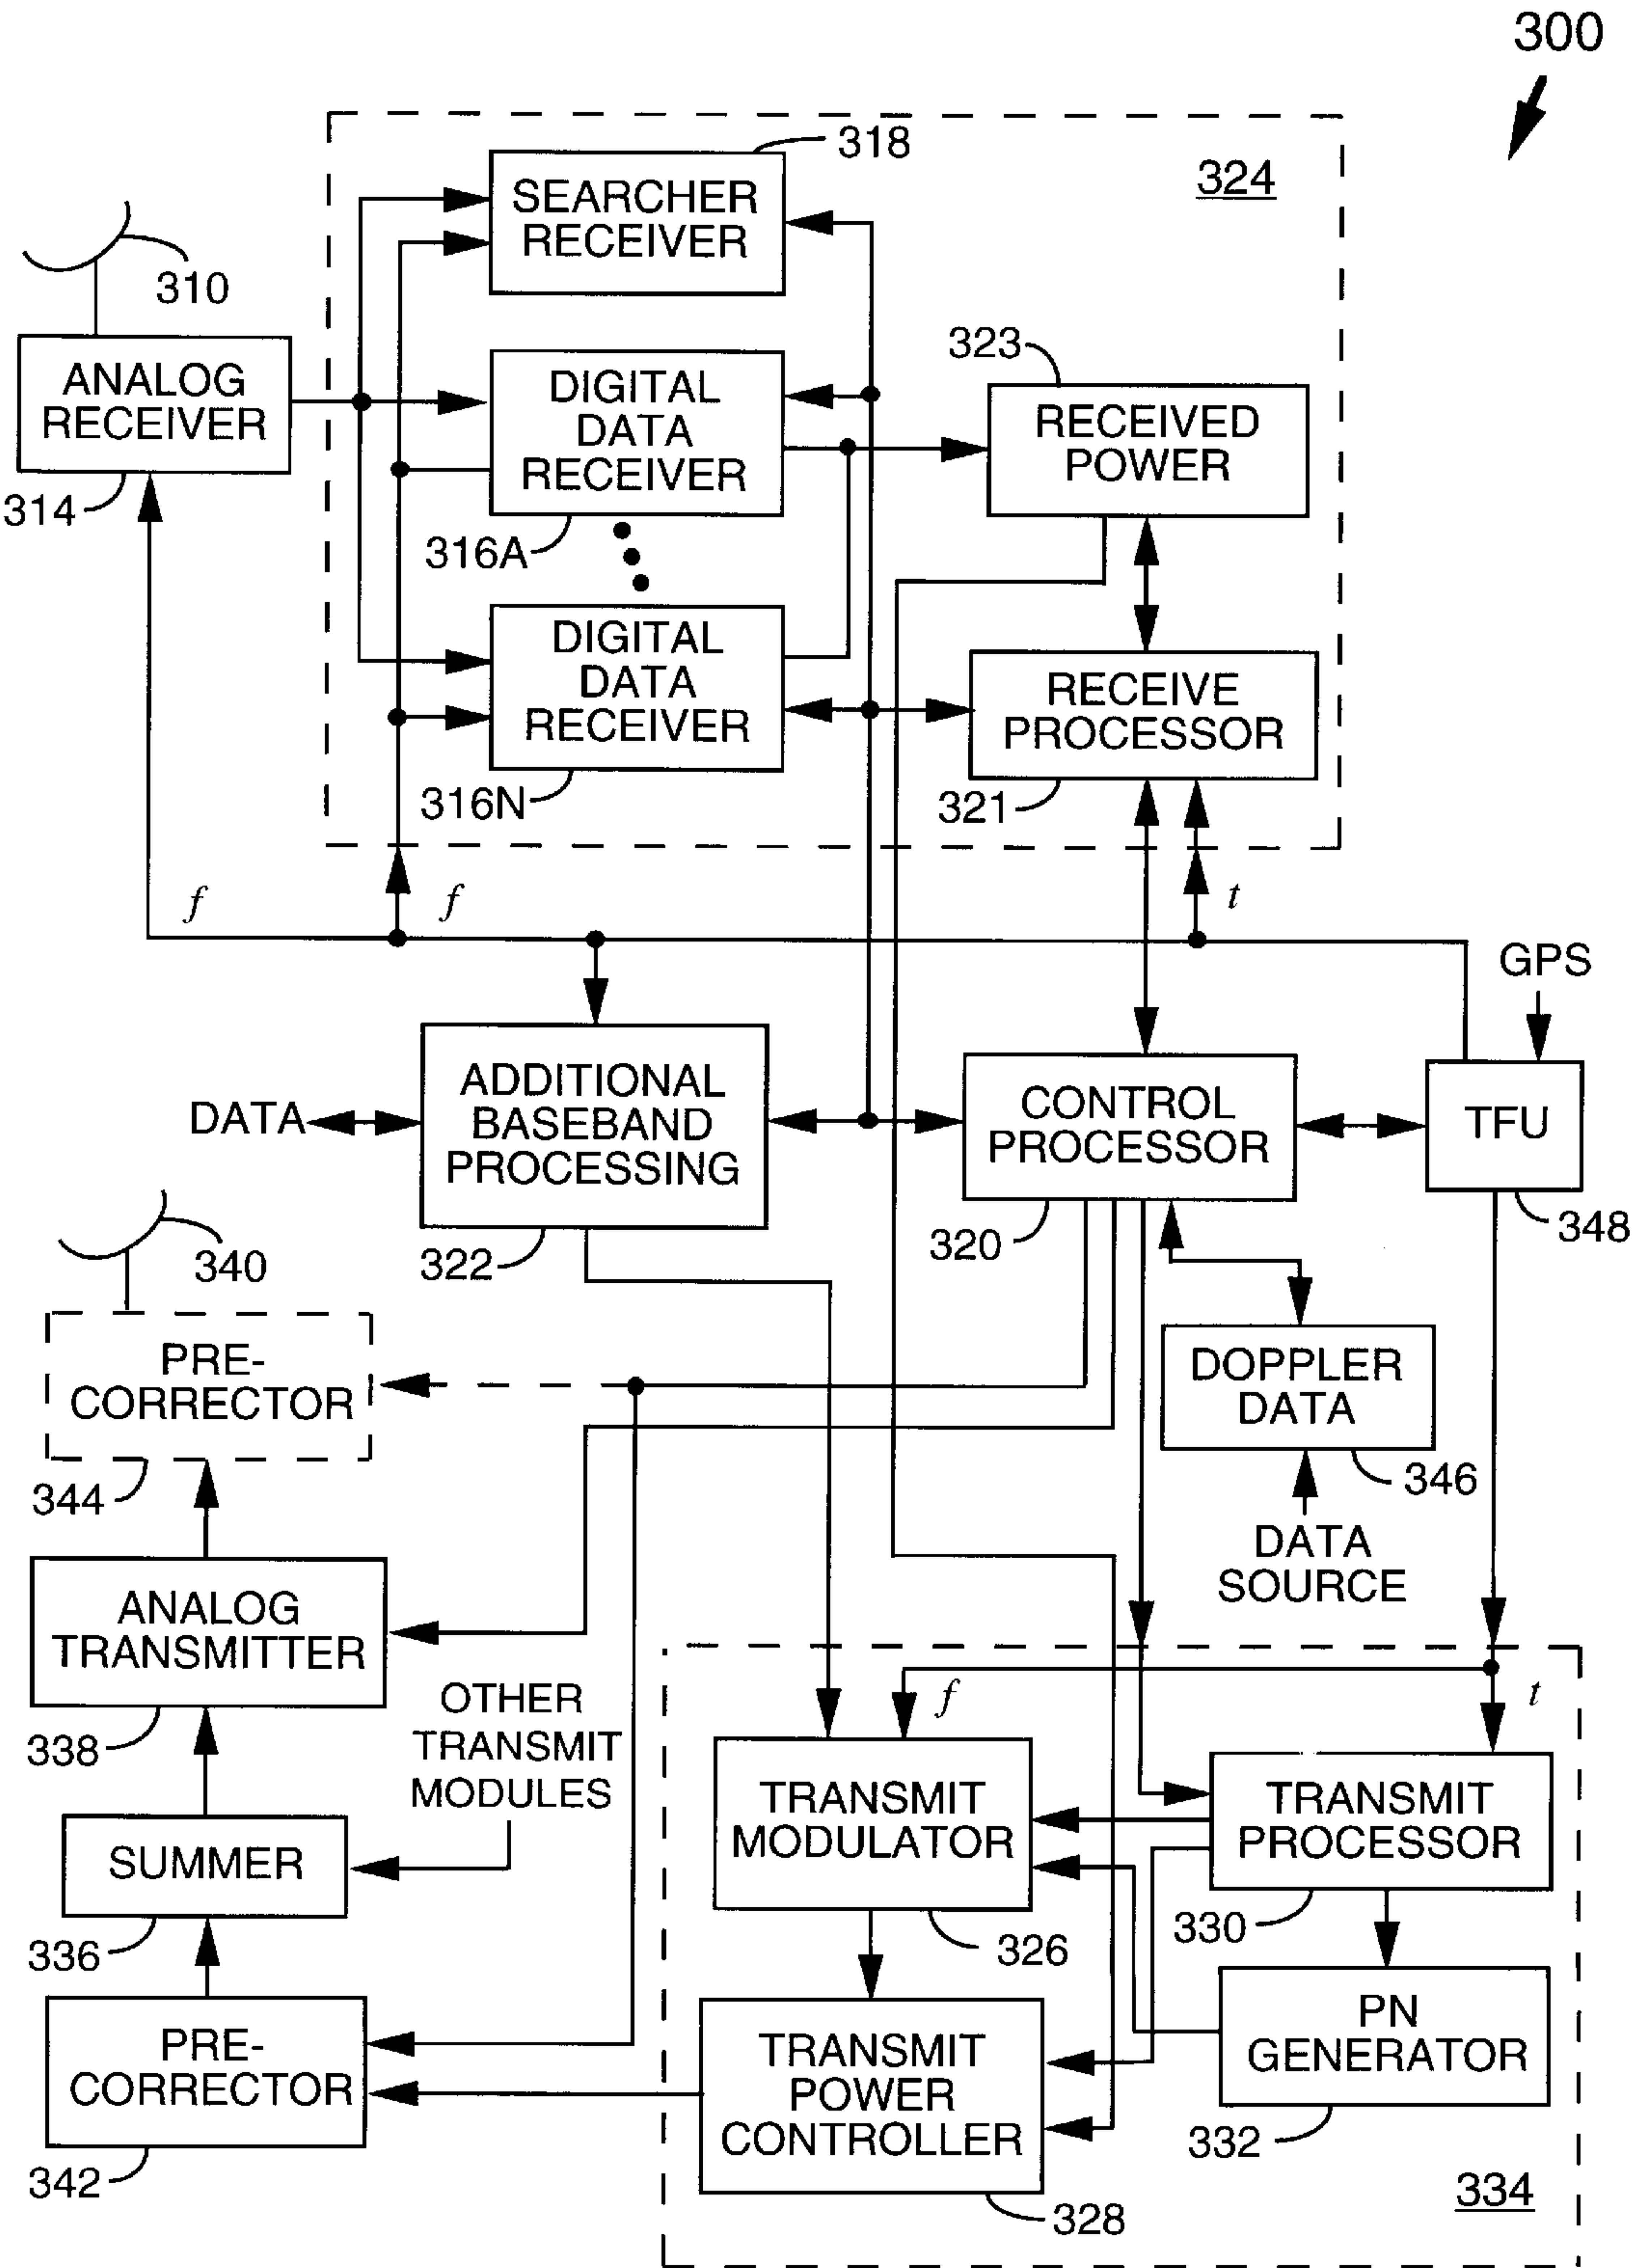 300
318
SEARCHER
RECEIVER
324
310
ANALOG
RECEIVER
314
DIGITAL
DATA
RECEIVER
316A
323
RECEIVED
POWER
DIGITAL
DATA
RECEIVER
316N
RECEIVE
PROCESSOR
321
f
f
t
GPS
ADDITIONAL
BASEBAND
PROCESSING
DATA
322
CONTROL
PROCESSOR
320
TFU
348
340
PRE-
CORRECTOR
344
DOPPLER
DATA
346
DATA
SOURCE
ANALOG
TRANSMITTER
338
OTHER
TRANSMIT
MODULES
f
t
SUMMER
336
TRANSMIT
MODULATOR
326
TRANSMIT
PROCESSOR
330
PRE-
CORRECTOR
342
TRANSMIT
POWER
CONTROLLER
328
PN
GENERATOR
332
334